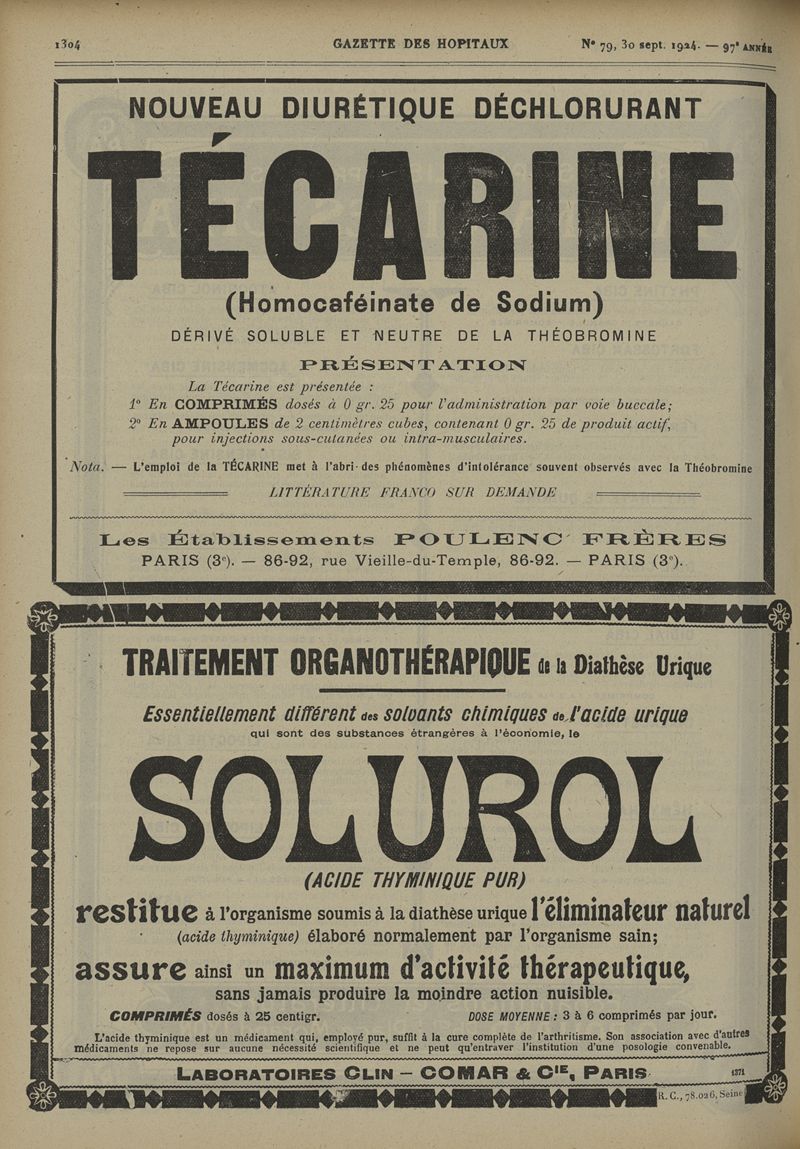 1304
GAZETTE DES HOPITAUX
N° 79, 30 sept. 1924. — 97ᵉ ANNÉE
NOUVEAU DIURÉTIQUE DÉCHLORURANT
TÉCARINE
(Homocaféinate de Sodium)
DÉRIVÉ SOLUBLE ET NEUTRE DE LA THÉOBROMINE
PRÉSENTATION
La Técarine est présentée :
1° En COMPRIMÉS dosés à 0 gr. 25 pour l'administration par voie buccale;
2° En AMPOULES de 2 centimètres cubes, contenant 0 gr. 25 de produit actif,
pour injections sous-cutanées ou intra-musculaires.
Nota. — L'emploi de la TÉCARINE met à l'abri des phénomènes d'intolérance souvent observés avec la Théobromine
LITTÉRATURE FRANCO SUR DEMANDE
Les Établissements POULENC FRÈRES
PARIS (3ᵉ). — 86-92, rue Vieille-du-Temple, 86-92. — PARIS (3ᵉ).
TRAITEMENT ORGANOTHÉRAPIQUE de la Diathèse Urique
Essentiellement différent des solvants chimiques de l'acide urique
qui sont des substances étrangères à l'économie, le
SOLUROL
(ACIDE THYMINIQUE PUR)
restitue à l'organisme soumis à la diathèse urique l'éliminateur naturel
(acide thyminique) élaboré normalement par l'organisme sain;
assure ainsi un maximum d'activité thérapeutique,
sans jamais produire la moindre action nuisible.
COMPRIMÉS dosés à 25 centigr. DOSE MOYENNE : 3 à 6 comprimés par jour.
L'acide thyminique est un médicament qui, employé pur, suffit à la cure complète de l'arthritisme. Son association avec d'autres
médicaments ne repose sur aucune nécessité scientifique et ne peut qu'entraver l'institution d'une posologie convenable.
LABORATOIRES CLIN — COMAR & Cᴵᴱ, PARIS 1371
R. C., 78.026, Seine